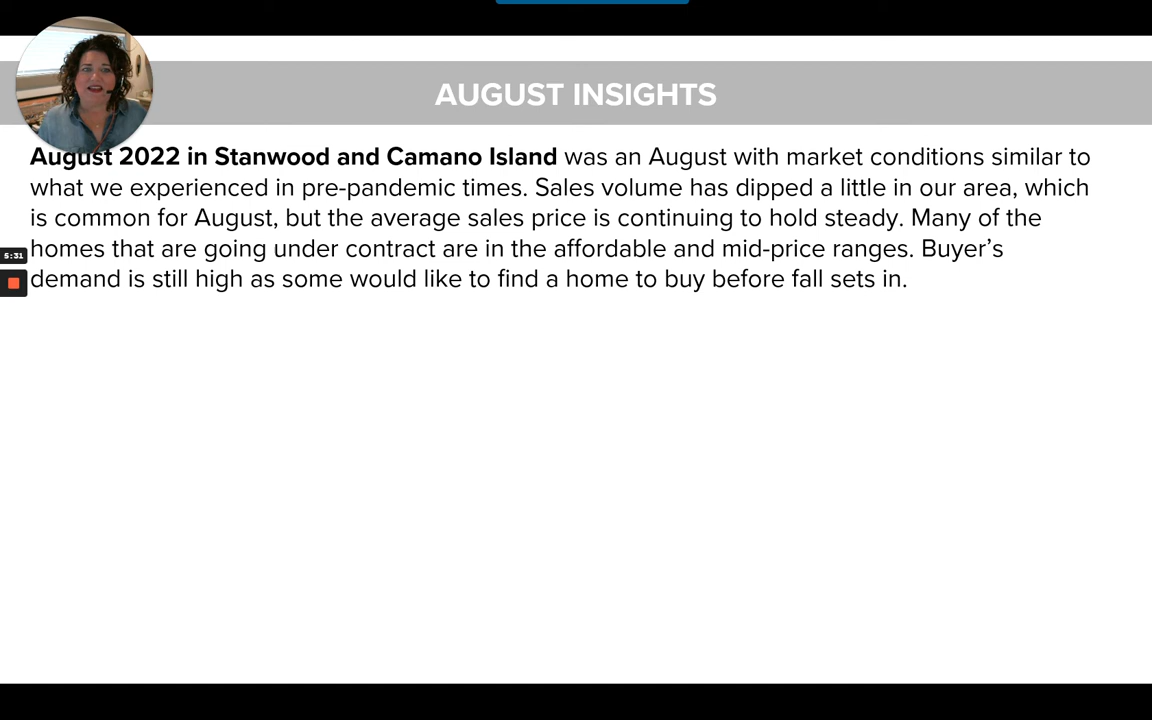 AUGUST INSIGHTS
August 2022 in Stanwood and Camano Island was an August with market conditions similar to
what we experienced in pre-pandemic times. Sales volume has dipped a little in our area, which
is common for August, but the average sales price is continuing to hold steady. Many of the
5:31
homes that are going under contract are in the affordable and mid-price ranges. Buyer’s
demand is still high as some would like to find a home to buy before fall sets in.